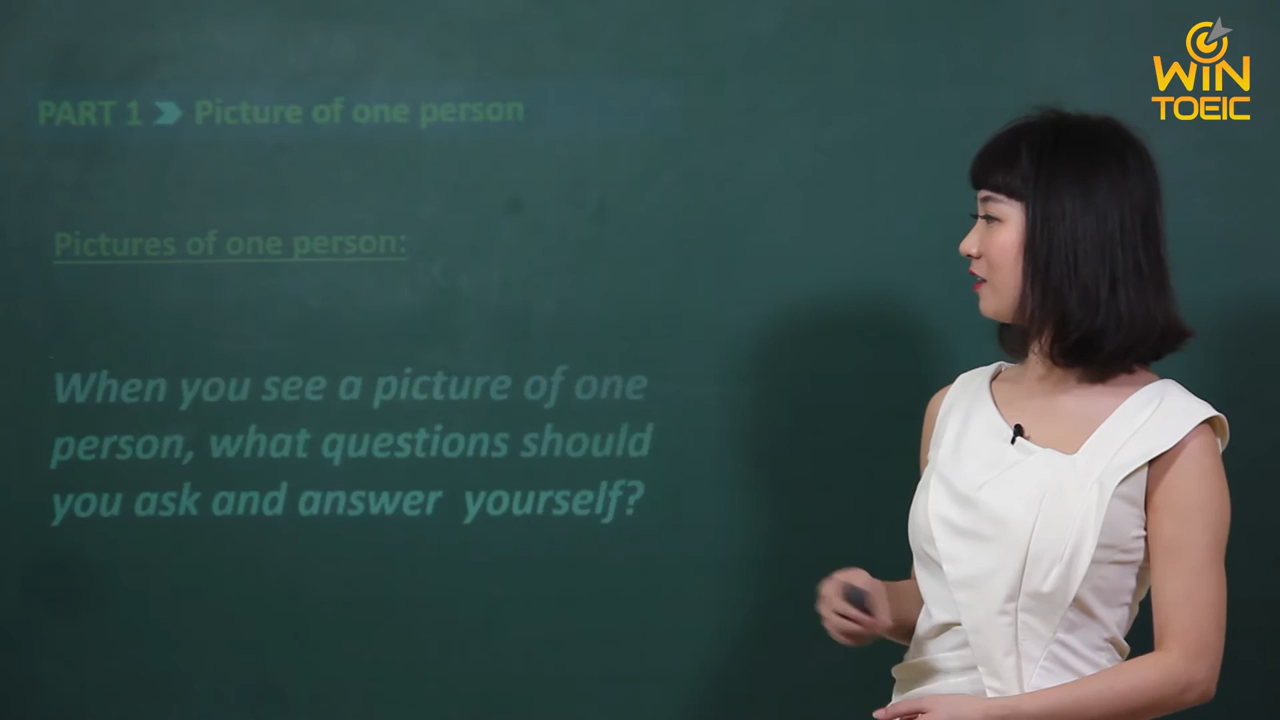 WIN
TOEIC
PART 1 Picture of one person
Pictures of one person:
When you see a picture of one
person, what questions should
you ask and answer yourself?